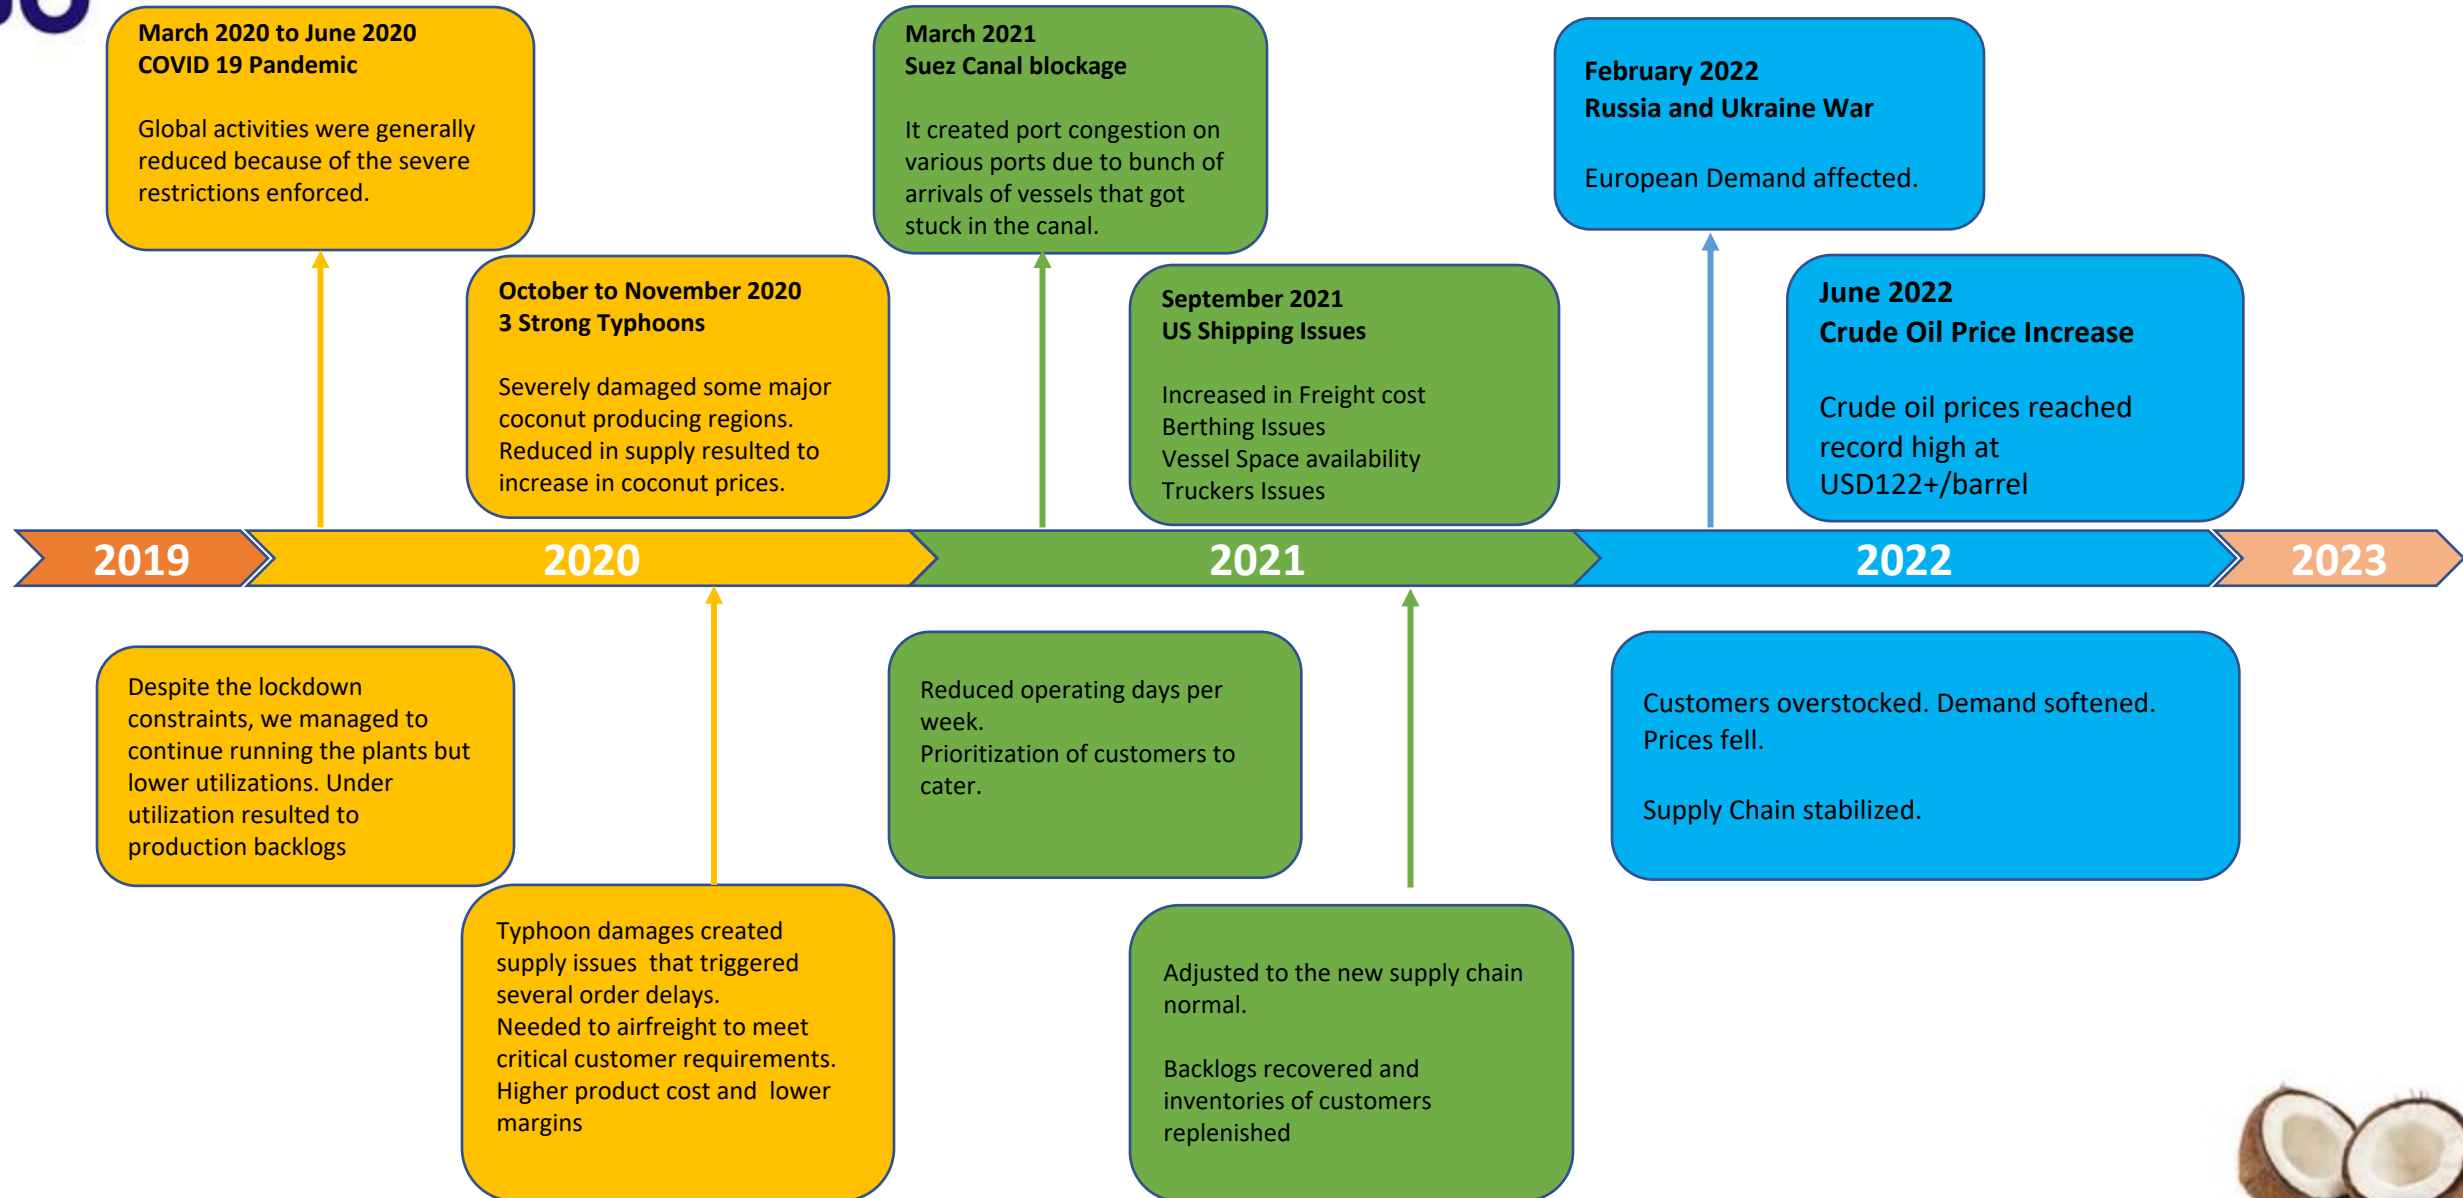 March 2020 to June 2020
COVID 19 Pandemic
Global activities were generally
reduced because of the severe
restrictions enforced.
October to November 2020
3 Strong Typhoons
Severely damaged some major
coconut producing regions.
Reduced in supply resulted to
increase in coconut prices.
March 2021
Suez Canal blockage
It created port congestion on
various ports due to bunch of
arrivals of vessels that got
stuck in the canal.
September 2021
US Shipping Issues
Increased in Freight cost
Berthing Issues
Vessel Space availability
Truckers Issues
February 2022
Russia and Ukraine War
European Demand affected.
June 2022
Crude Oil Price Increase
Crude oil prices reached
record high at
USD122+/barrel
2019
2020
2021
2022
2023
Despite the lockdown
constraints, we managed to
continue running the plants but
lower utilizations. Under
utilization resulted to
production backlogs
Typhoon damages created
supply issues  that triggered
several order delays.
Needed to airfreight to meet
critical customer requirements.
Higher product cost and  lower
margins
Reduced operating days per
week.
Prioritization of customers to
cater.
Adjusted to the new supply chain
normal.
Backlogs recovered and
inventories of customers
replenished
Customers overstocked. Demand softened.
Prices fell.
Supply Chain stabilized.